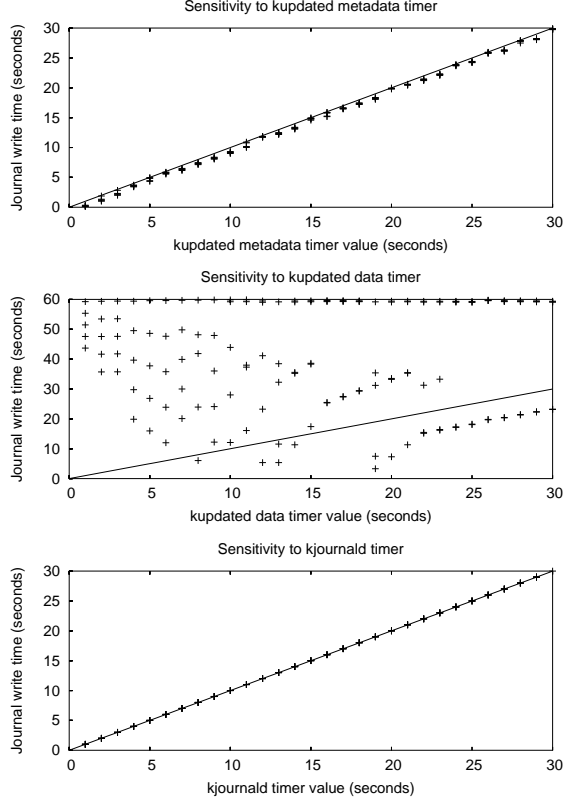 Sensitivity to kupdated metadata timer
Journal write time (seconds)
30
25
20
15
10
5
0
0 5 10 15 20 25 30
kupdated metadata timer value (seconds)
Sensitivity to kupdated data timer
Journal write time (seconds)
60
50
40
30
20
10
0
0 5 10 15 20 25 30
kupdated data timer value (seconds)
Sensitivity to kjournald timer
Journal write time (seconds)
30
25
20
15
10
5
0
0 5 10 15 20 25 30
kjournald timer value (seconds)